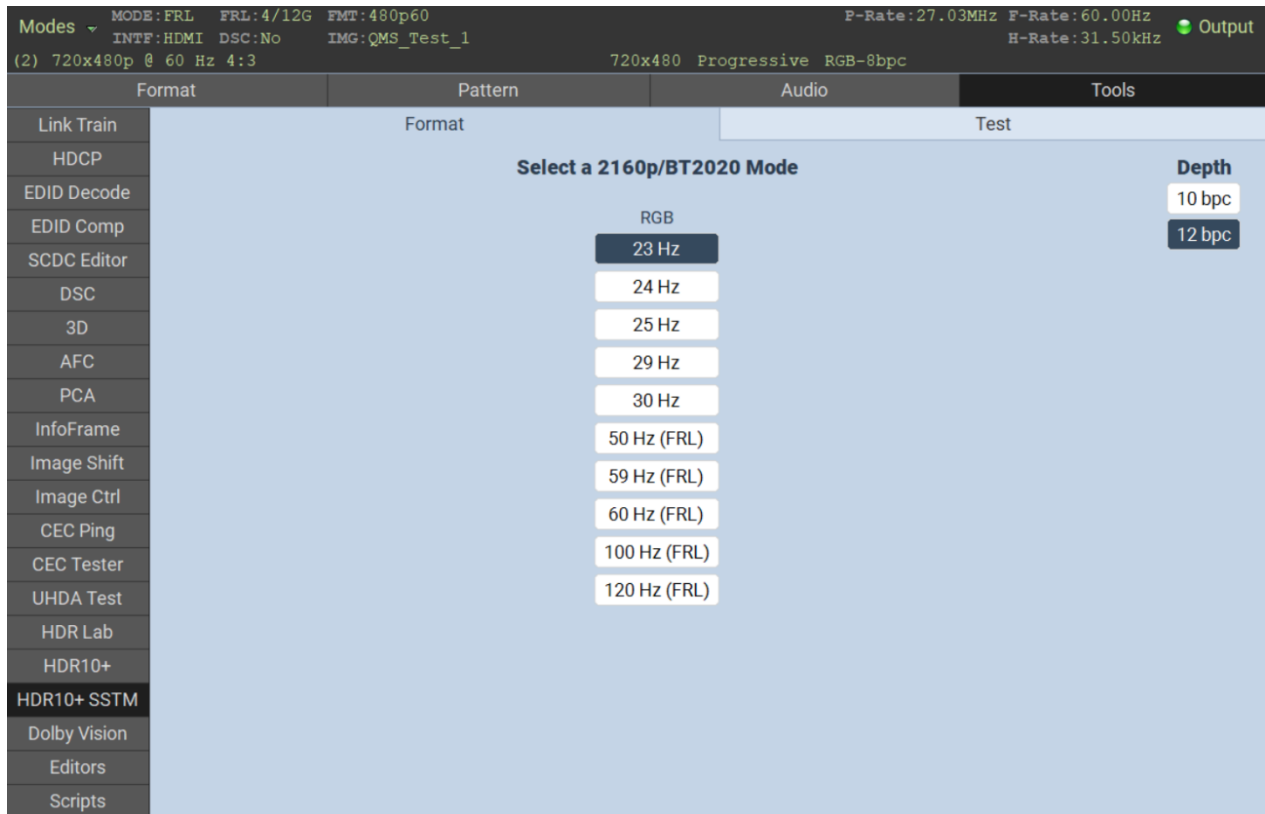 Modes MODE:FRL FRL:4/12G FMT:480p60 P-Rate:27.03MHz F-Rate:60.00Hz Output
INTF:HDMI DSC:No IMG:QMS_Test_1 H-Rate:31.50kHz
(2) 720x480p @ 60 Hz 4:3 720x480 Progressive RGB-8bpc
Format Pattern Audio Tools
Link Train
HDCP
EDID Decode
EDID Comp
SCDC Editor
DSC
3D
AFC
PCA
InfoFrame
Image Shift
Image Ctrl
CEC Ping
CEC Tester
UHDA Test
HDR Lab
HDR10+
HDR10+ SSTM
Dolby Vision
Editors
Scripts
Format Test
Select a 2160p/BT2020 Mode
RGB
23 Hz
24 Hz
25 Hz
29 Hz
30 Hz
50 Hz (FRL)
59 Hz (FRL)
60 Hz (FRL)
100 Hz (FRL)
120 Hz (FRL)
Depth
10 bpc
12 bpc